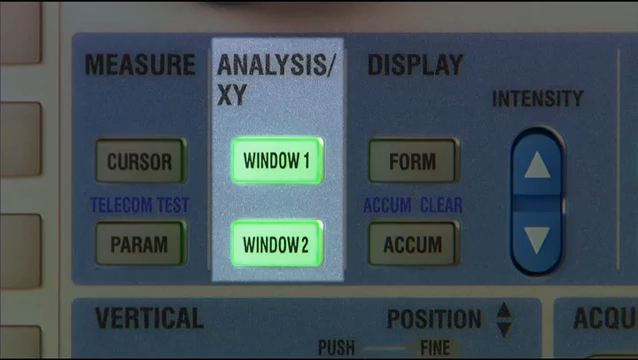 MEASURE
ANALYSIS/
XY
DISPLAY
INTENSITY
CURSOR
WINDOW 1
FORM
TELECOM TEST
ACCUM CLEAR
PARAM
WINDOW 2
ACCUM
VERTICAL
POSITION
ACQU
PUSH
FINE